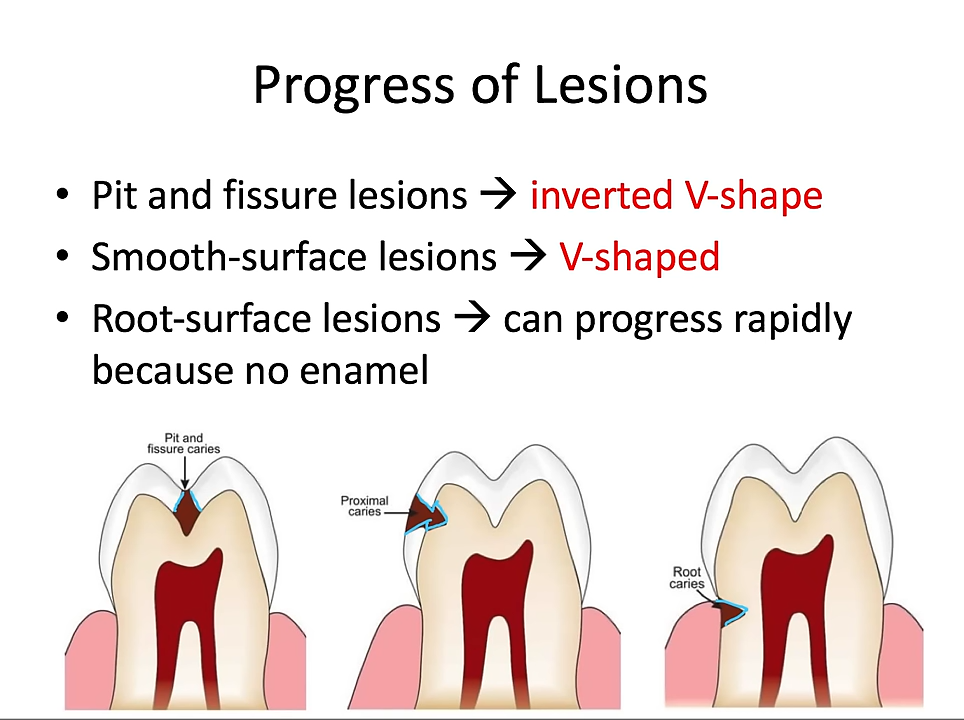 Progress of Lesions
• Pit and fissure lesions → inverted V-shape
• Smooth-surface lesions → V-shaped
• Root-surface lesions → can progress rapidly
because no enamel
Pit and
fissure caries
Proximal
caries
Root
caries